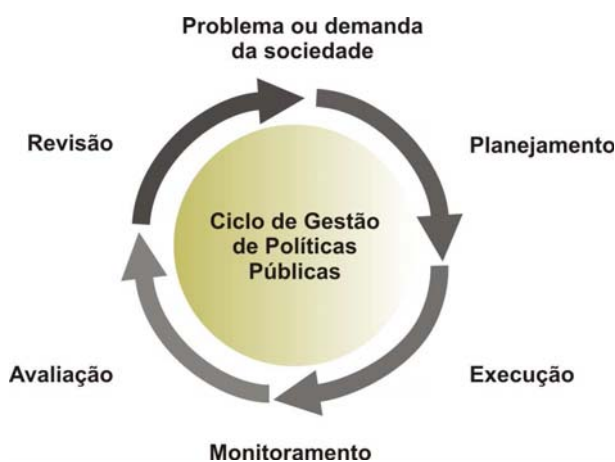 Problema ou demanda
da sociedade
Planejamento
Execução
Monitoramento
Avaliação
Revisão
Ciclo de Gestão
de Políticas
Públicas